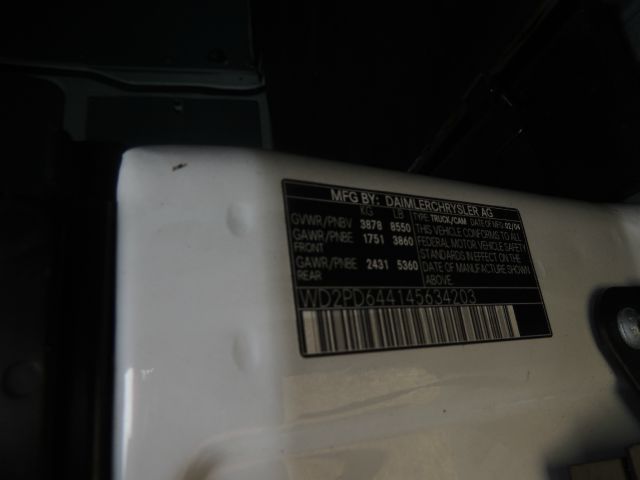 MFG BY: DAIMLERCHRYSLER AG
KG LB
GVWR/PNBV 3878 8550
GAWR/PNBE 1751 3860
FRONT
GAWR/PNBE 2431 5360
REAR
TYPE: TRUCK/CAM DATE OF MFG: 02/04
THIS VEHICLE CONFORMS TO ALL
FEDERAL MOTOR VEHICLE SAFETY
STANDARDS IN EFFECT ON THE
DATE OF MANUFACTURE SHOWN
ABOVE.
WD2PD644145634203